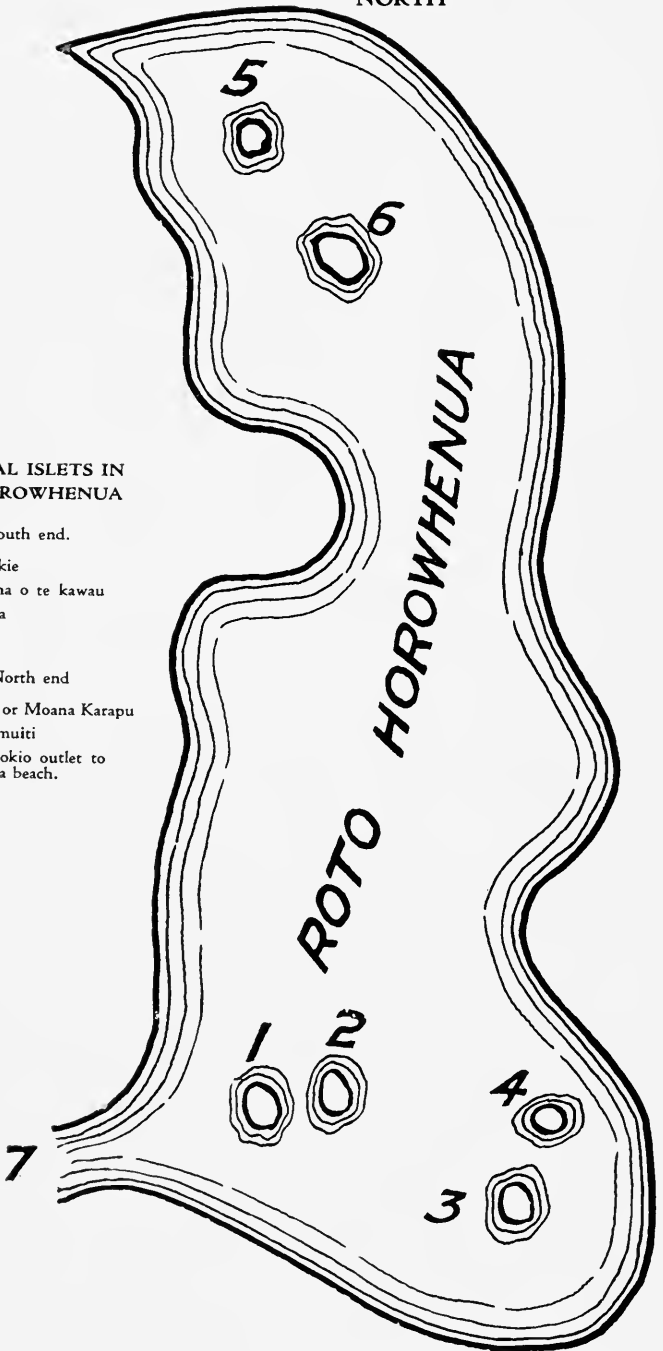 NORTH
5
6
AL ISLETS IN
ROWHENUA
outh end.
kie
na o te kawau
a
North end
or Moana Karapu
muiti
okio outlet to
a beach.
ROTO HOROWHENUA
1 2
4
7
3